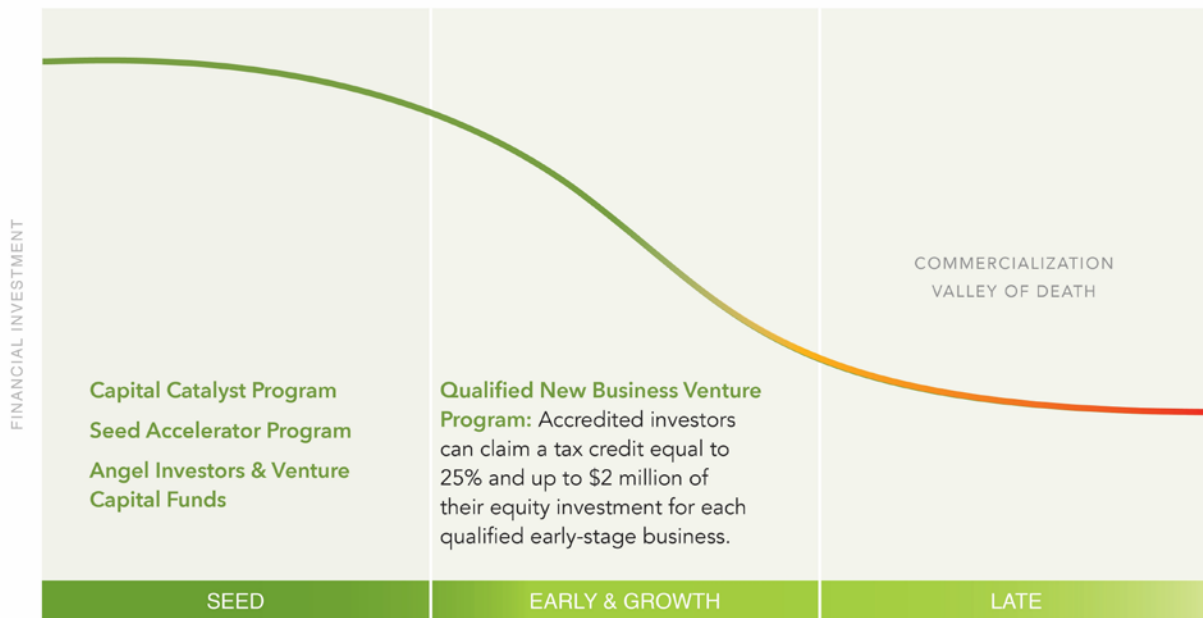 FINANCIAL INVESTMENT
Capital Catalyst Program
Seed Accelerator Program
Angel Investors & Venture
Capital Funds
Qualified New Business Venture
Program: Accredited investors
can claim a tax credit equal to
25% and up to $2 million of
their equity investment for each
qualified early-stage business.
COMMERCIALIZATION
VALLEY OF DEATH
SEED
EARLY & GROWTH
LATE